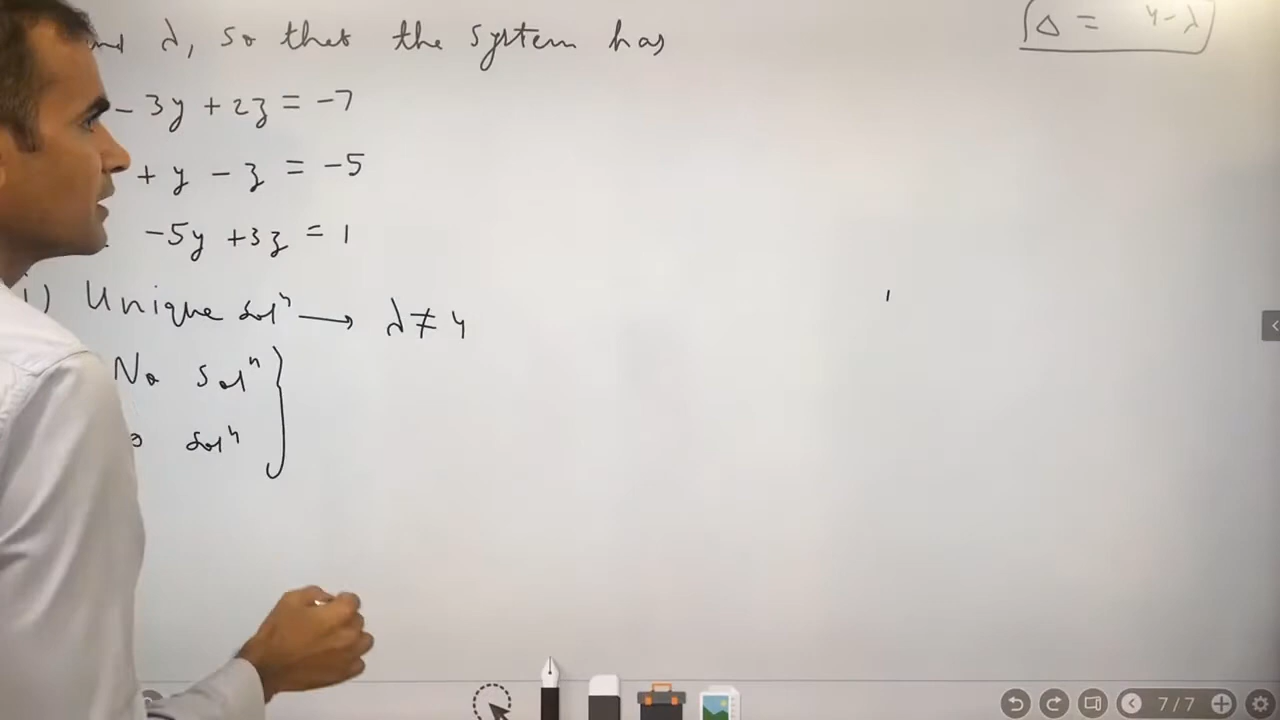 λ, so that the system has
Δ = 4-λ
- 3y + 2z = -7
+ y - z = -5
-5y +3z = 1
i) Unique solⁿ → λ ≠ 4
No solⁿ
solⁿ
7/7